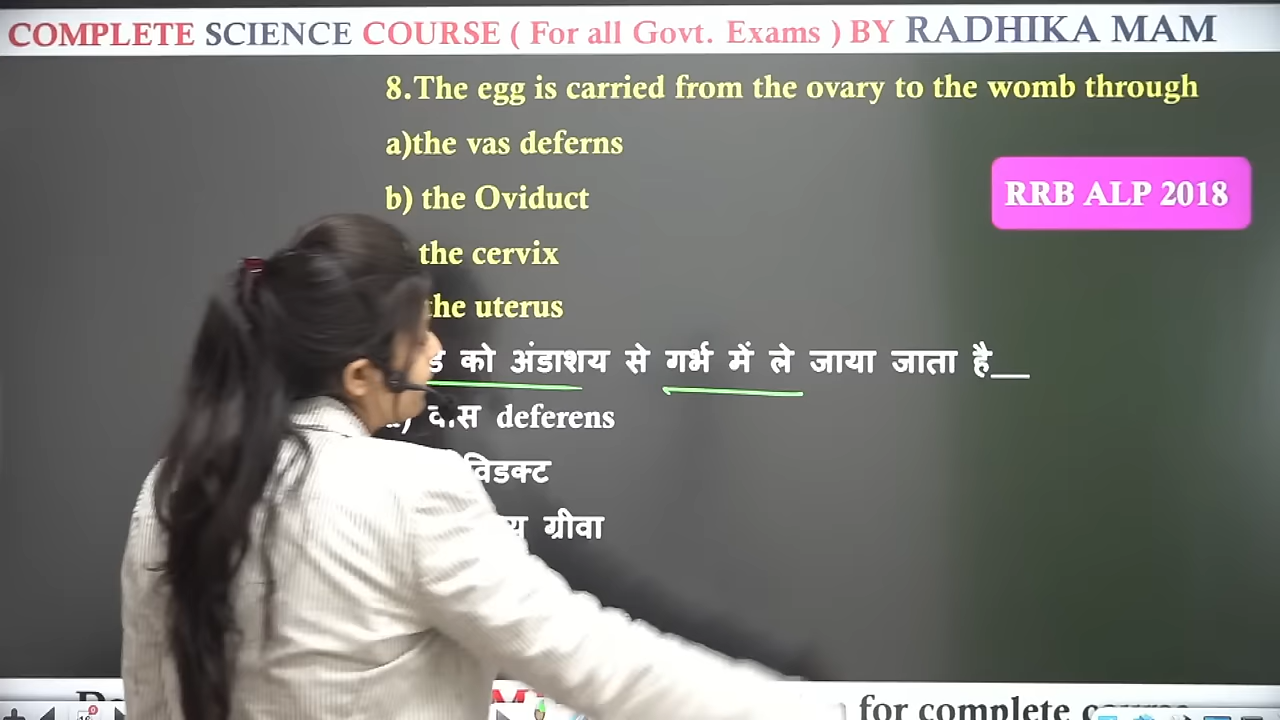 COMPLETE SCIENCE COURSE ( For all Govt. Exams ) BY RADHIKA MAM
8.The egg is carried from the ovary to the womb through
a)the vas deferns
b) the Oviduct
RRB ALP 2018
the cervix
the uterus
को अंडाशय से गर्भ में ले जाया जाता है__
deferens
ग्रीवा
for complete